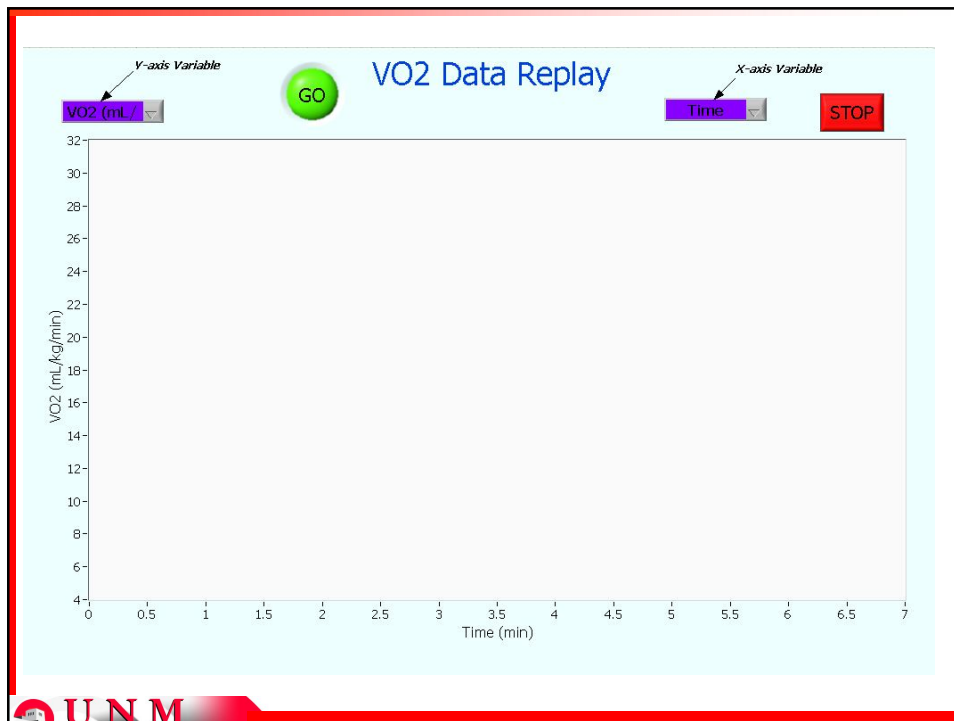 Y-axis Variable
VO2 Data Replay
X-axis Variable
GO
VO2 (mL/
Time
STOP
32
30
28
26
24
22
20
18
16
14
12
10
8
6
4
VO2 (mL/kg/min)
0 0.5 1 1.5 2 2.5 3 3.5 4 4.5 5 5.5 6 6.5 7
Time (min)
UNM